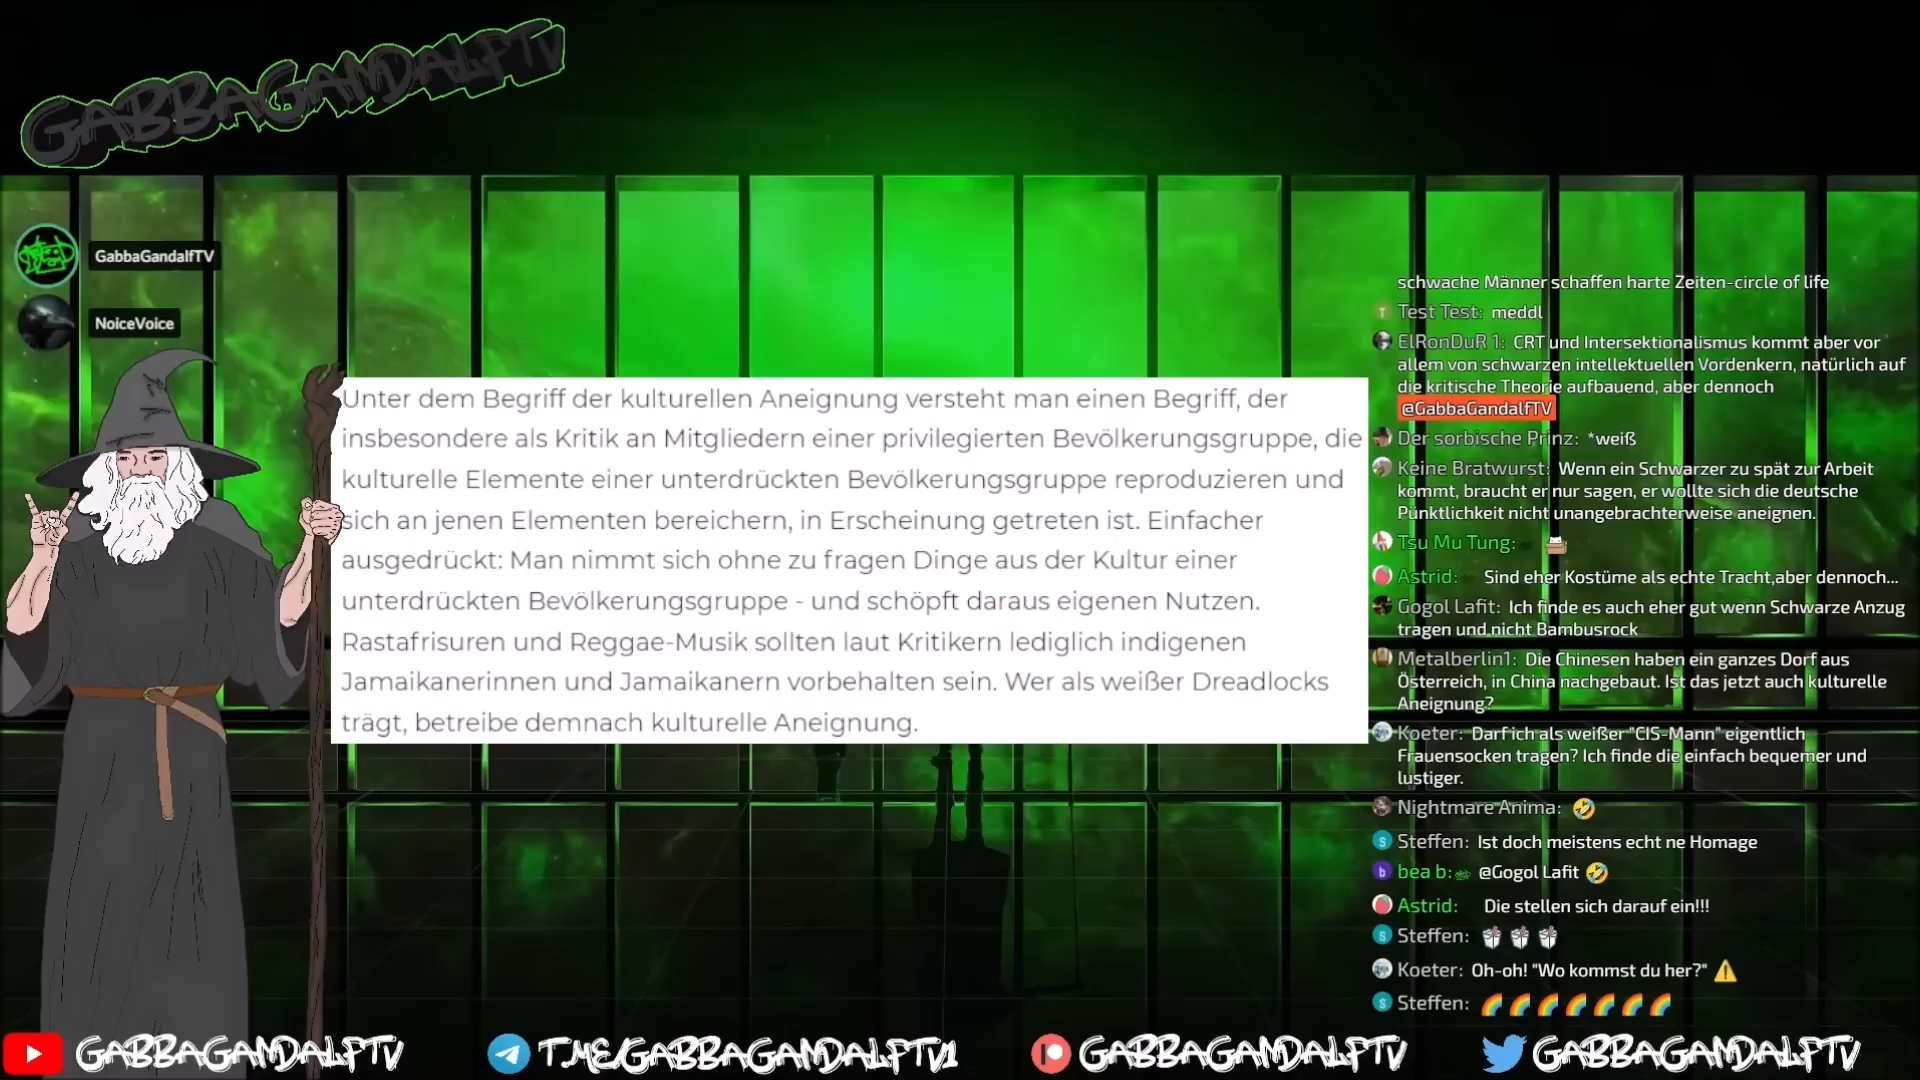 GABBAGANDALFTV
GabbaGandalfTV
NoiceVoice
Unter dem Begriff der kulturellen Aneignung versteht man einen Begriff, der
insbesondere als Kritik an Mitgliedern einer privilegierten Bevölkerungsgruppe, die
kulturelle Elemente einer unterdrückten Bevölkerungsgruppe reproduzieren und
sich an jenen Elementen bereichern, in Erscheinung getreten ist. Einfacher
ausgedrückt: Man nimmt sich ohne zu fragen Dinge aus der Kultur einer
unterdrückten Bevölkerungsgruppe - und schöpft daraus eigenen Nutzen.
Rastafrisuren und Reggae-Musik sollten laut Kritikern lediglich indigenen
Jamaikanerinnen und Jamaikanern vorbehalten sein. Wer als weißer Dreadlocks
trägt, betreibe demnach kulturelle Aneignung.
schwache Männer schaffen harte Zeiten-circle of life
Test Test: meddl
ElRonDuR 1: CRT und Intersektionalismus kommt aber vor
allem von schwarzen intellektuellen Vordenkern, natürlich auf
die kritische Theorie aufbauend, aber dennoch
@GabbaGandalfTV
Der sorbische Prinz: *weiß
Keine Bratwurst: Wenn ein Schwarzer zu spät zur Arbeit
kommt, braucht er nur sagen, er wollte sich die deutsche
Pünktlichkeit nicht unangebrachterweise aneignen.
Tsu Mu Tung:
Astrid: Sind eher Kostüme als echte Tracht,aber dennoch...
Gogol Lafit: Ich finde es auch eher gut wenn Schwarze Anzug
tragen und nicht Bambusrock
Metalberlin1: Die Chinesen haben ein ganzes Dorf aus
Österreich, in China nachgebaut. Ist das jetzt auch kulturelle
Aneignung?
Koeter: Darf ich als weißer "CIS-Mann" eigentlich
Frauensocken tragen? Ich finde die einfach bequemer und
lustiger.
Nightmare Anima: 🤣
Steffen: Ist doch meistens echt ne Homage
bea b: @Gogol Lafit 🤣
Astrid: Die stellen sich darauf ein!!!
Steffen:
Koeter: Oh-oh! "Wo kommst du her?" ⚠️
Steffen: 🌈🌈🌈🌈🌈🌈🌈
GABBAGANDALFTV
T.ME/GABBAGANDALFTV1
GABBAGANDALFTV
GABBAGANDALFTV